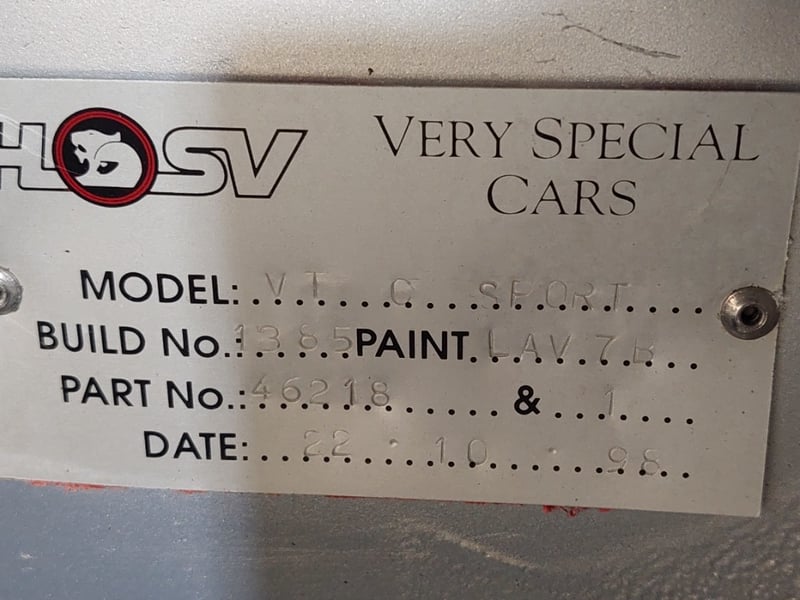 HSV VERY SPECIAL
CARS
MODEL: VT C SPORT
BUILD No.: 1385 PAINT LAV 7B
PART No.: 46218 & 1
DATE: 22 . 10 . 98